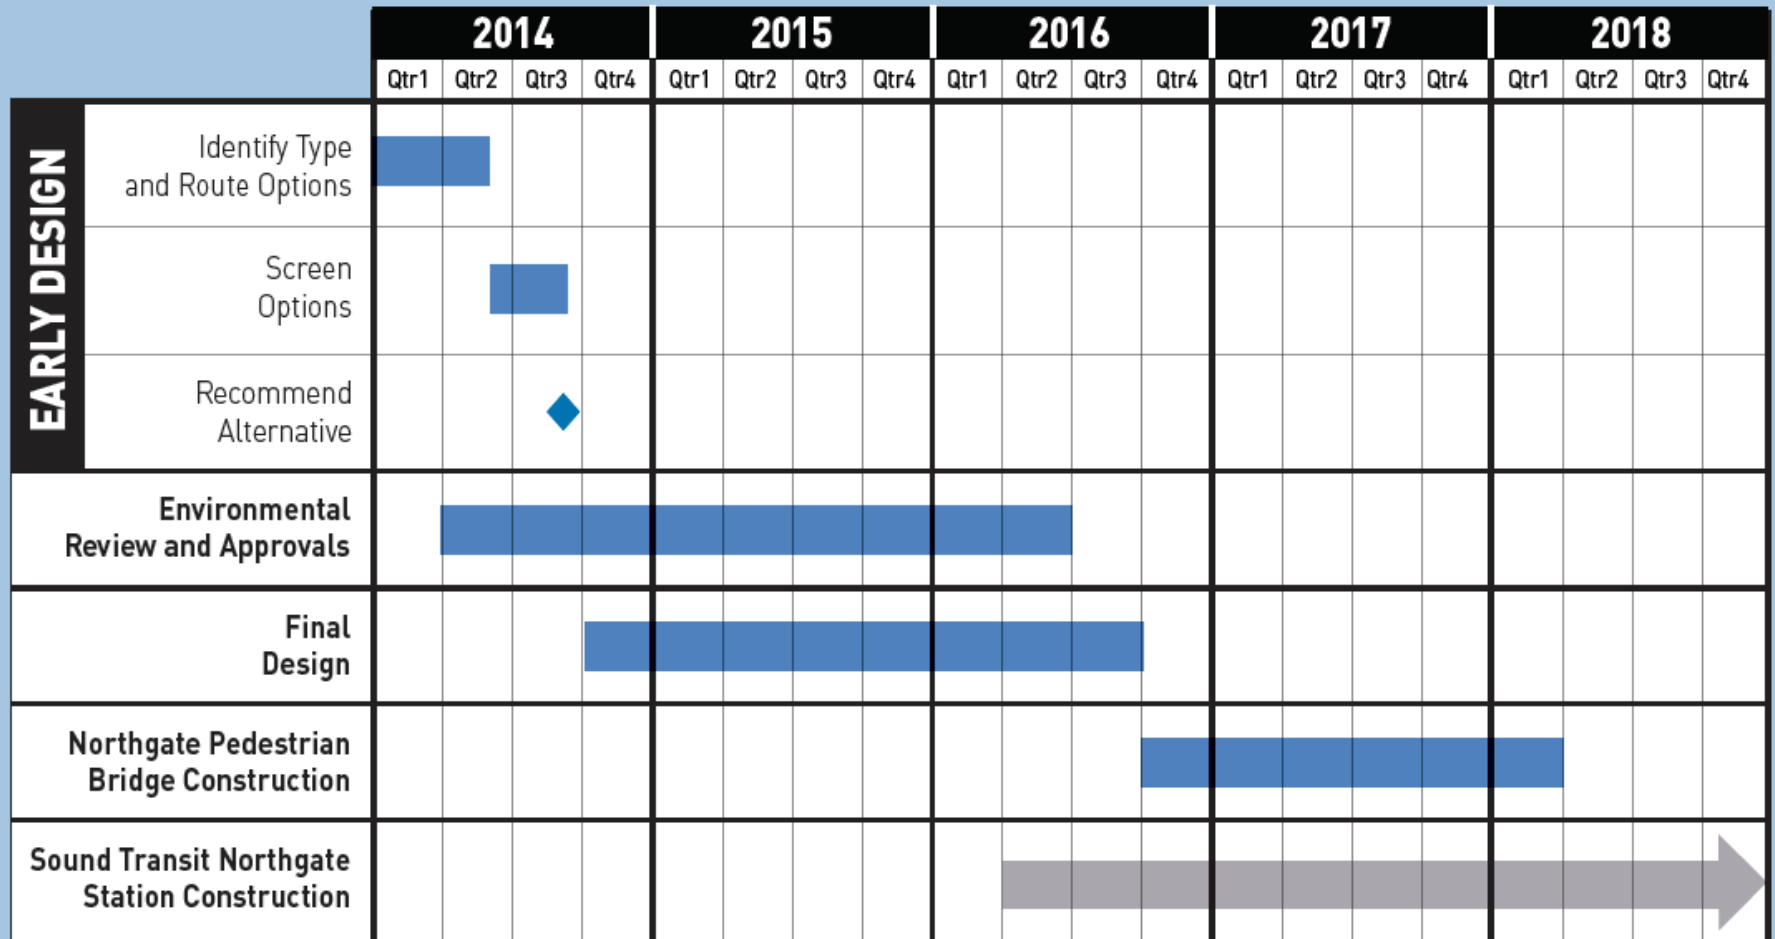 2014 2015 2016 2017 2018
Qtr1 Qtr2 Qtr3 Qtr4 Qtr1 Qtr2 Qtr3 Qtr4 Qtr1 Qtr2 Qtr3 Qtr4 Qtr1 Qtr2 Qtr3 Qtr4 Qtr1 Qtr2 Qtr3 Qtr4
EARLY DESIGN
Identify Type
and Route Options
Screen
Options
Recommend
Alternative
Environmental
Review and Approvals
Final
Design
Northgate Pedestrian
Bridge Construction
Sound Transit Northgate
Station Construction